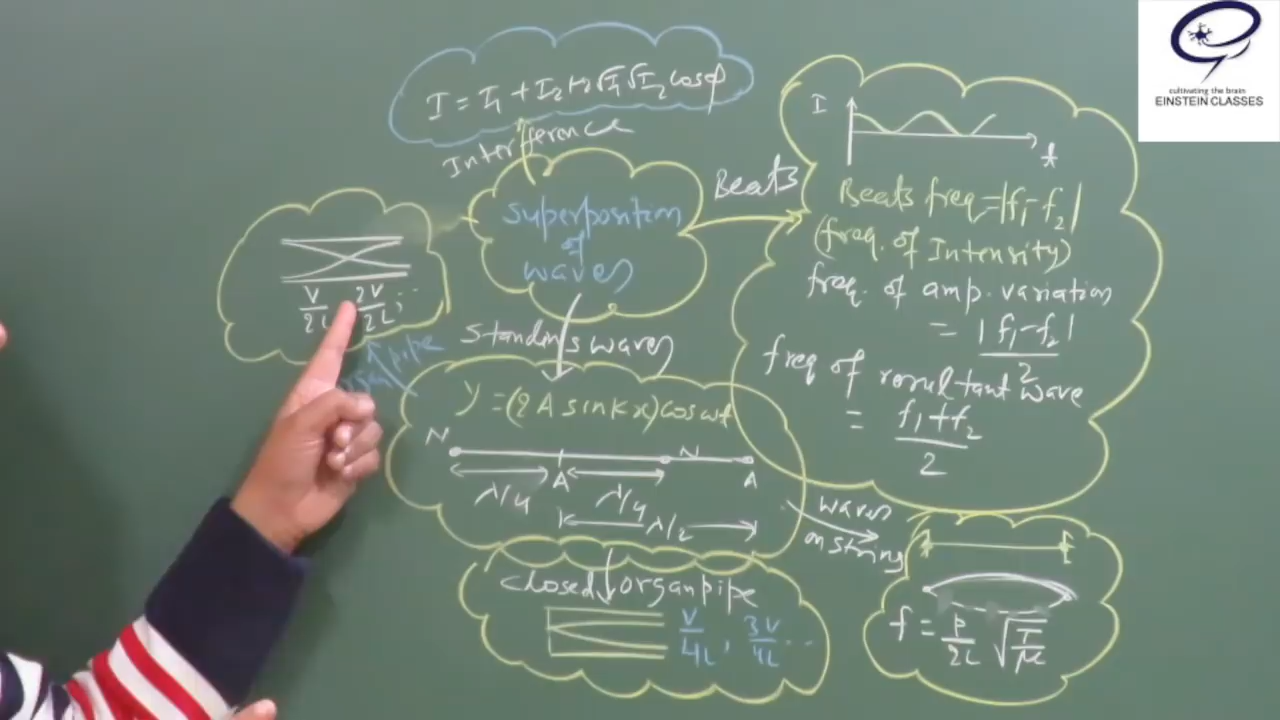 cultivating the brain
EINSTEIN CLASSES
I = I₁ + I₂ + 2√I₁√I₂ cosφ
Interference
Superposition
of
waves
Beats
I
t
Beats freq = |f₁-f₂|
(freq. of Intensity)
freq. of amp. variation
= |f₁-f₂| / 2
freq of resultant wave
= f₁+f₂ / 2
V/2L, 2V/2L, ..
pipe
Standing waves
y = (2A sin kx) cos ωt
N N
A A
λ/4 λ/4
λ/2
waves
on string
closed organ pipe
V/4L, 3V/4L ...
f = P/2L √T/μ